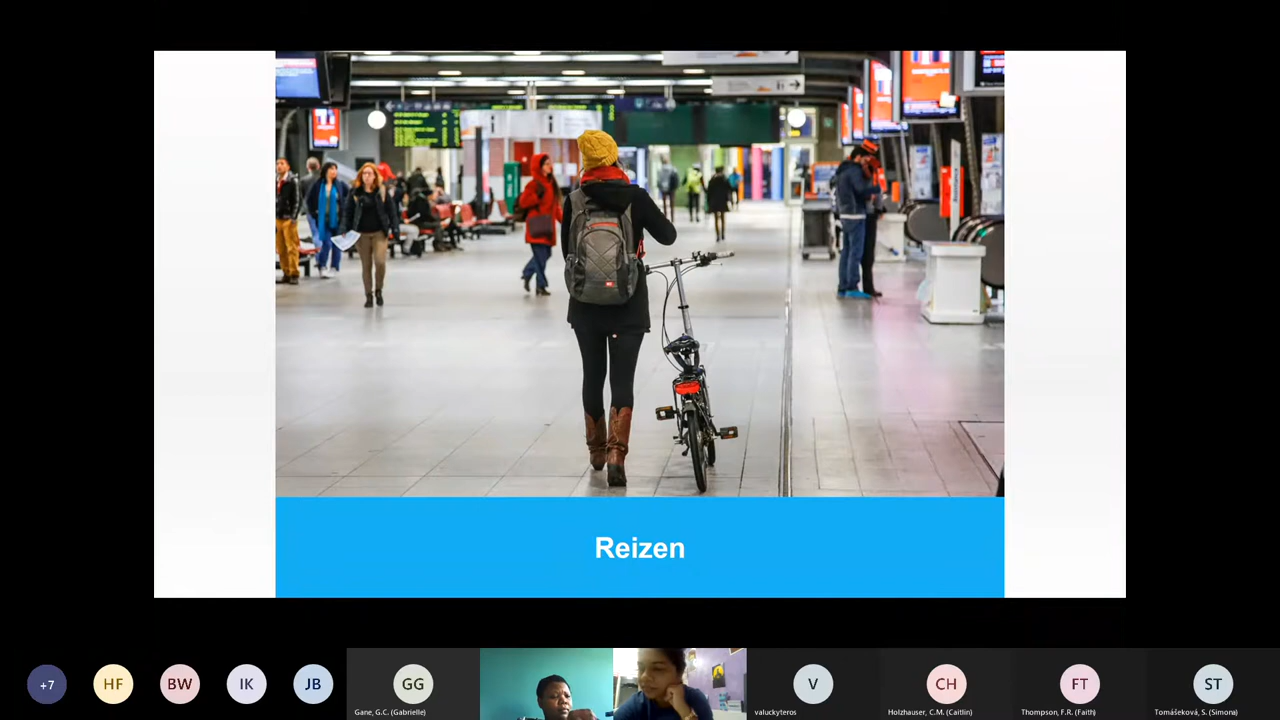 Reizen
+7
HF
BW
IK
JB
GG
V
CH
FT
ST
Gane, G.C. (Gabrielle)
valuckyteros
Holzhauser, C.M. (Caitlin)
Thompson, F.R. (Faith)
Tomášeková, S. (Simona)